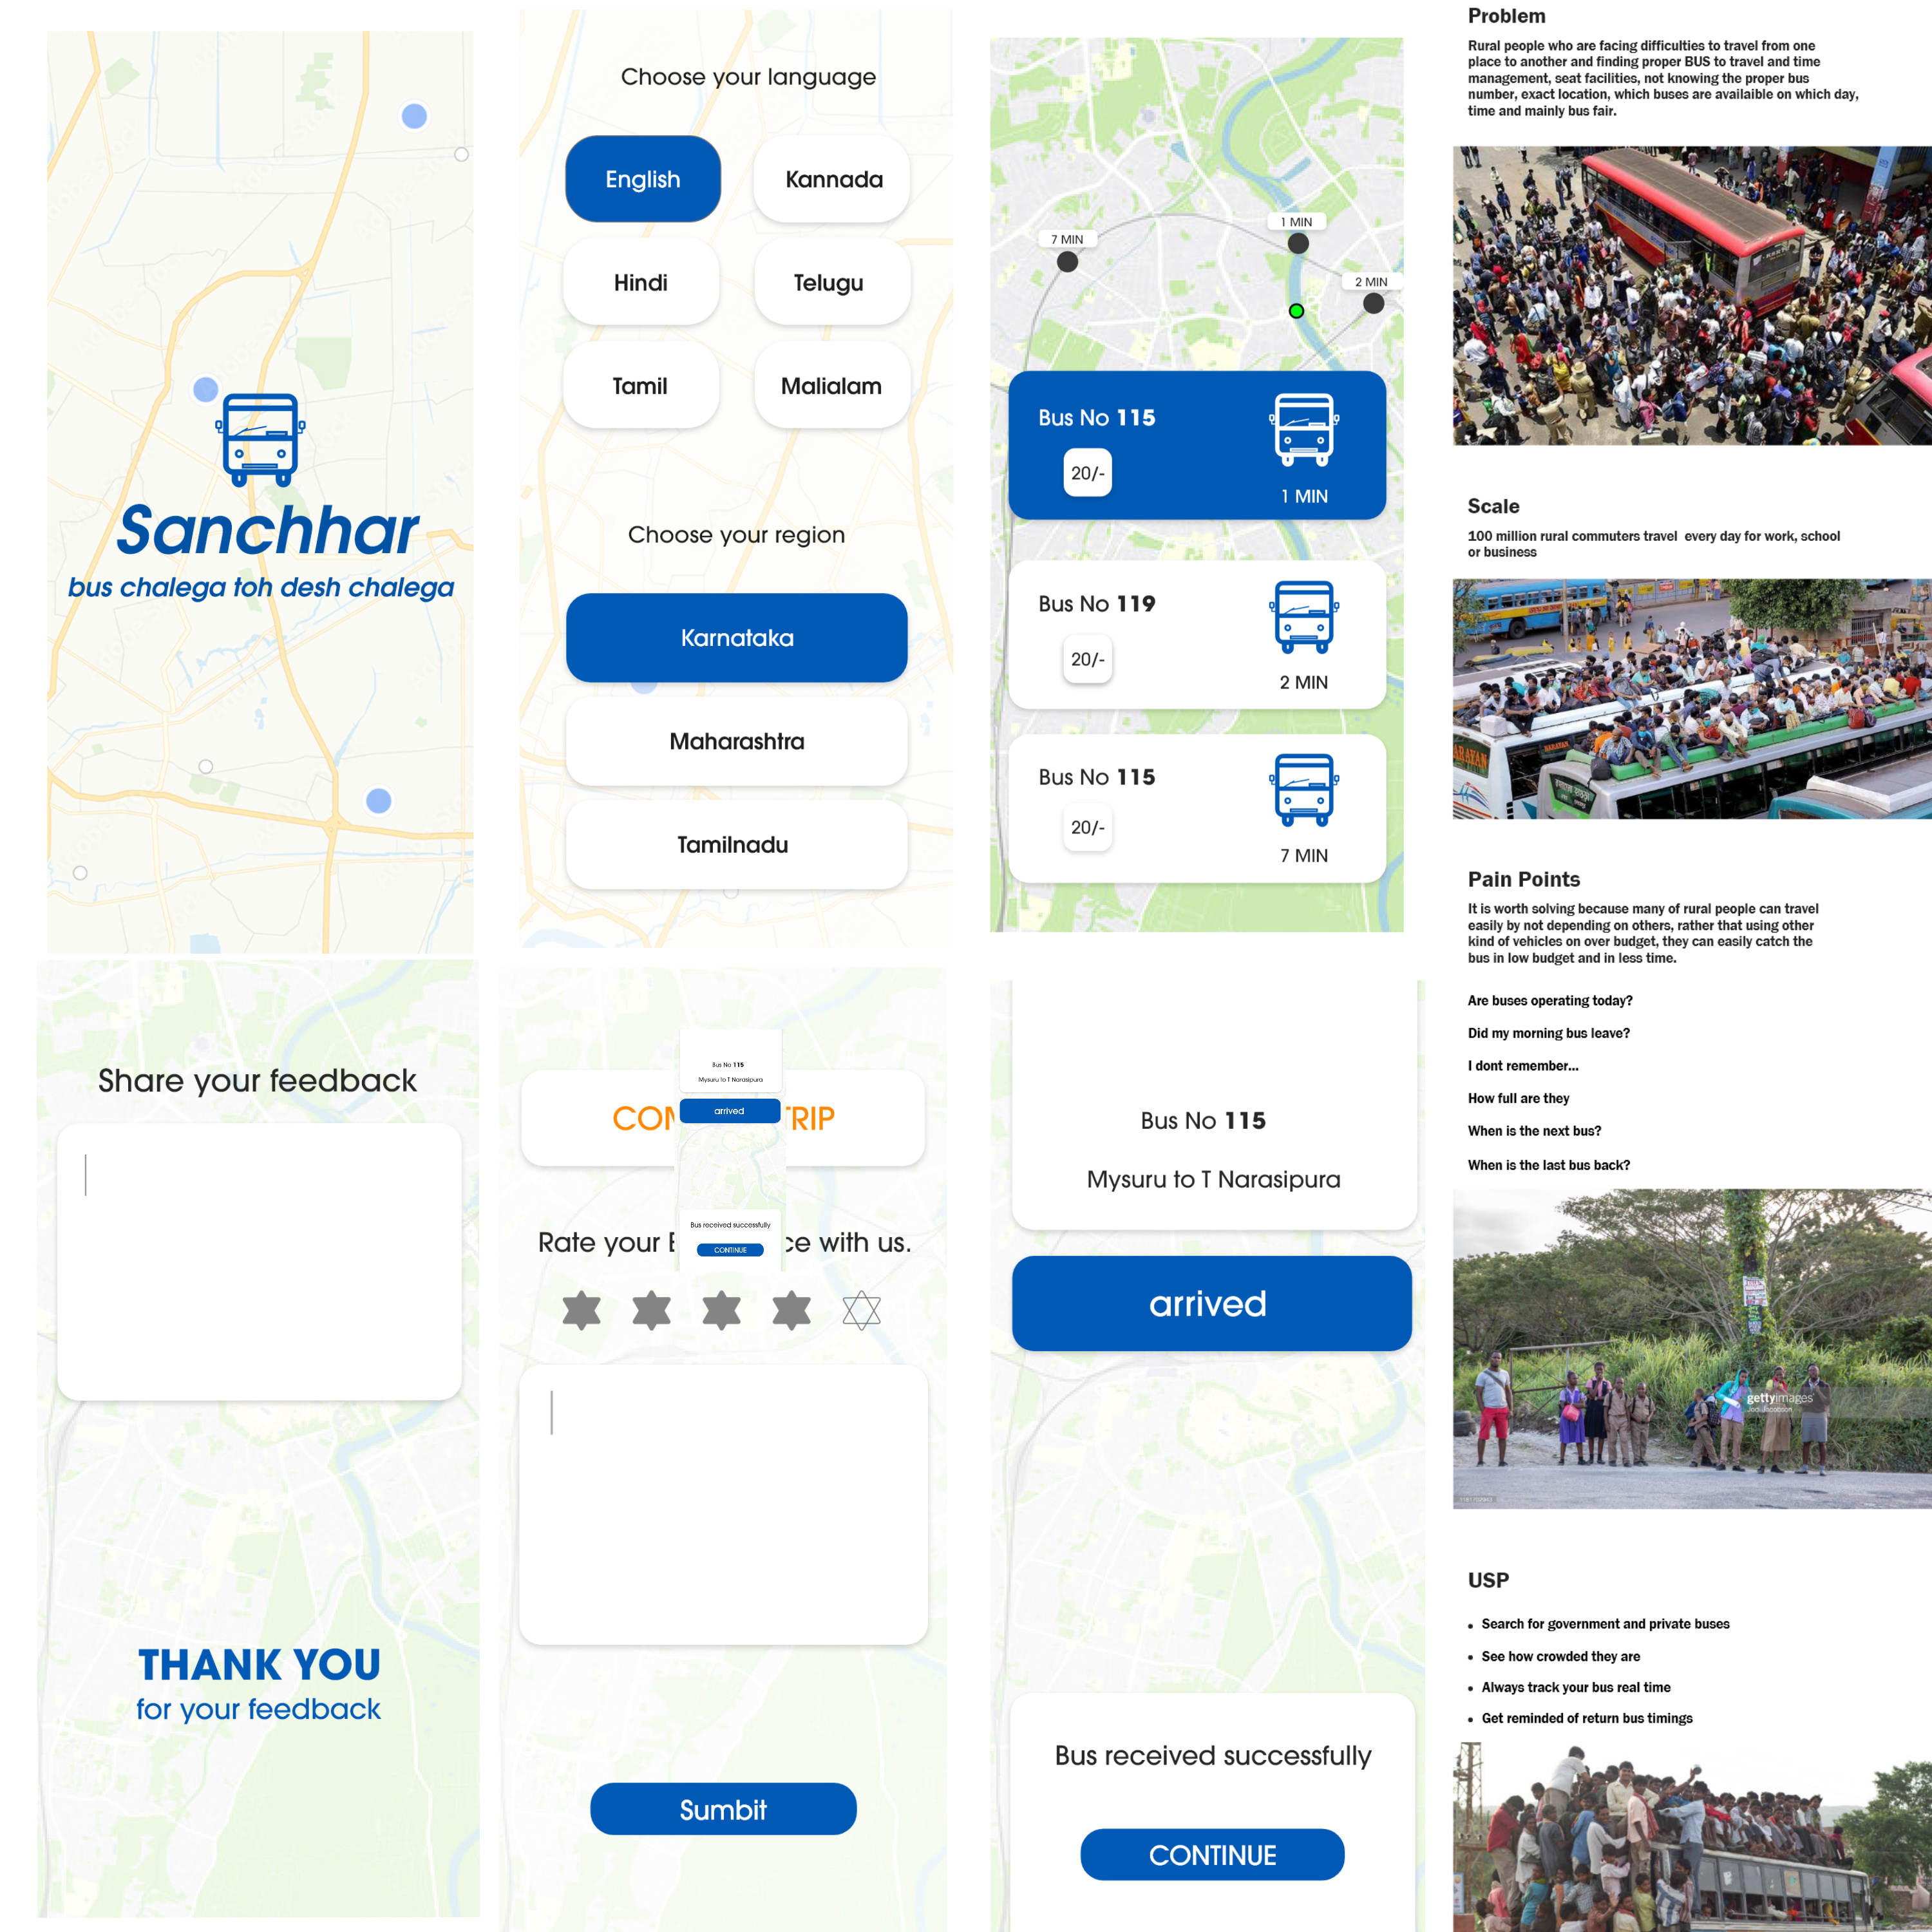 Sanchhar
bus chalega toh desh chalega
Choose your language
English
Kannada
Hindi
Telugu
Tamil
Malialam
Choose your region
Karnataka
Maharashtra
Tamilnadu
7 MIN
1 MIN
2 MIN
Bus No 115
20/-
1 MIN
Bus No 119
20/-
2 MIN
Bus No 115
20/-
7 MIN
Problem
Rural people who are facing difficulties to travel from one
place to another and finding proper BUS to travel and time
management, seat facilities, not knowing the proper bus
number, exact location, which buses are availaible on which day,
time and mainly bus fair.
Scale
100 million rural commuters travel every day for work, school
or business
NARAYAN
Pain Points
It is worth solving because many of rural people can travel
easily by not depending on others, rather that using other
kind of vehicles on over budget, they can easily catch the
bus in low budget and in less time.
Are buses operating today?
Did my morning bus leave?
I dont remember...
How full are they
When is the next bus?
When is the last bus back?
gettyimages
Jodi Jacobson
USP
• Search for government and private buses
• See how crowded they are
• Always track your bus real time
• Get reminded of return bus timings
Share your feedback
THANK YOU
for your feedback
Bus No 115
Mysuru to T Narasipura
arrived
TRIP
Bus received successfully
CONTINUE
Rate your with us.
Sumbit
Bus No 115
Mysuru to T Narasipura
arrived
Bus received successfully
CONTINUE